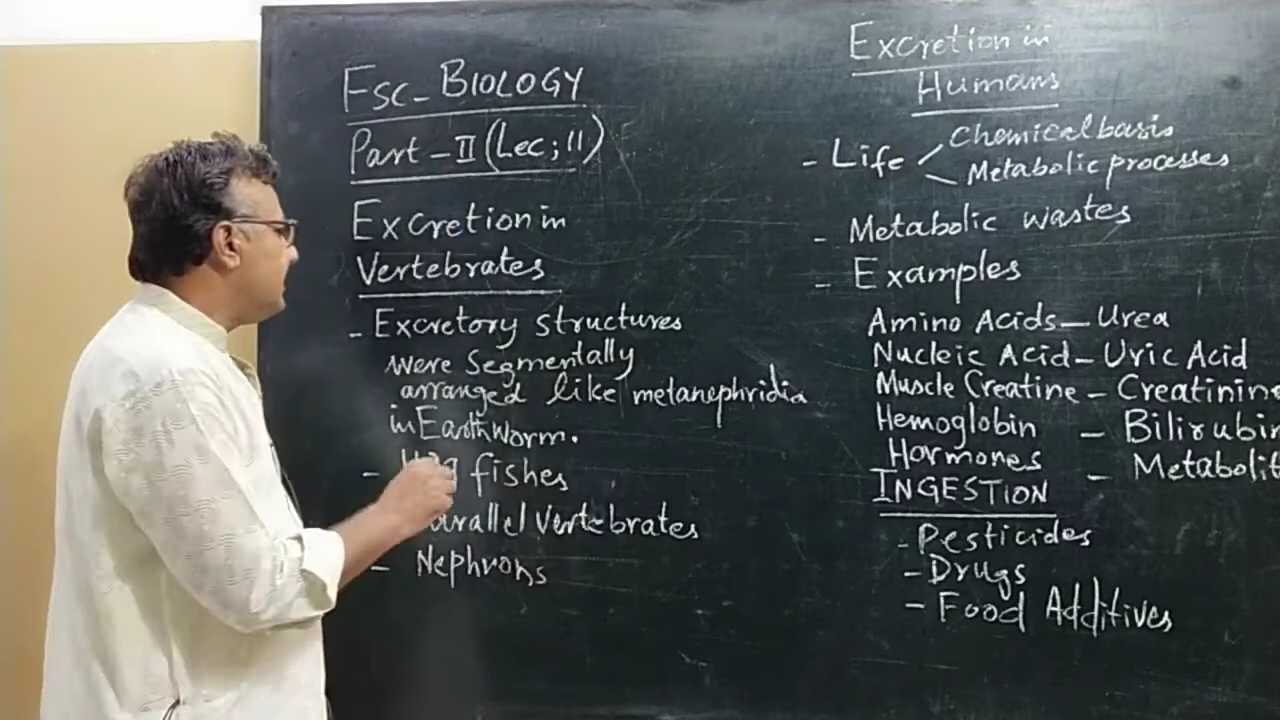 FSC_BIOLOGY
Part-II (Lec; 11)
Excretion in
Vertebrates
- Excretory structures
were segmentally
arranged like metanephridia
in Earthworm.
- fishes
Vertebrates
- Nephrons
Excretion in
Humans
- Life < Chemical basis
Metabolic processes
- Metabolic wastes
- Examples
Amino Acids - Urea
Nucleic Acid - Uric Acid
Muscle Creatine - Creatinine
Hemoglobin - Bilirubin
Hormones - Metabolit
INGESTION
- Pesticides
- Drugs
- Food Additives